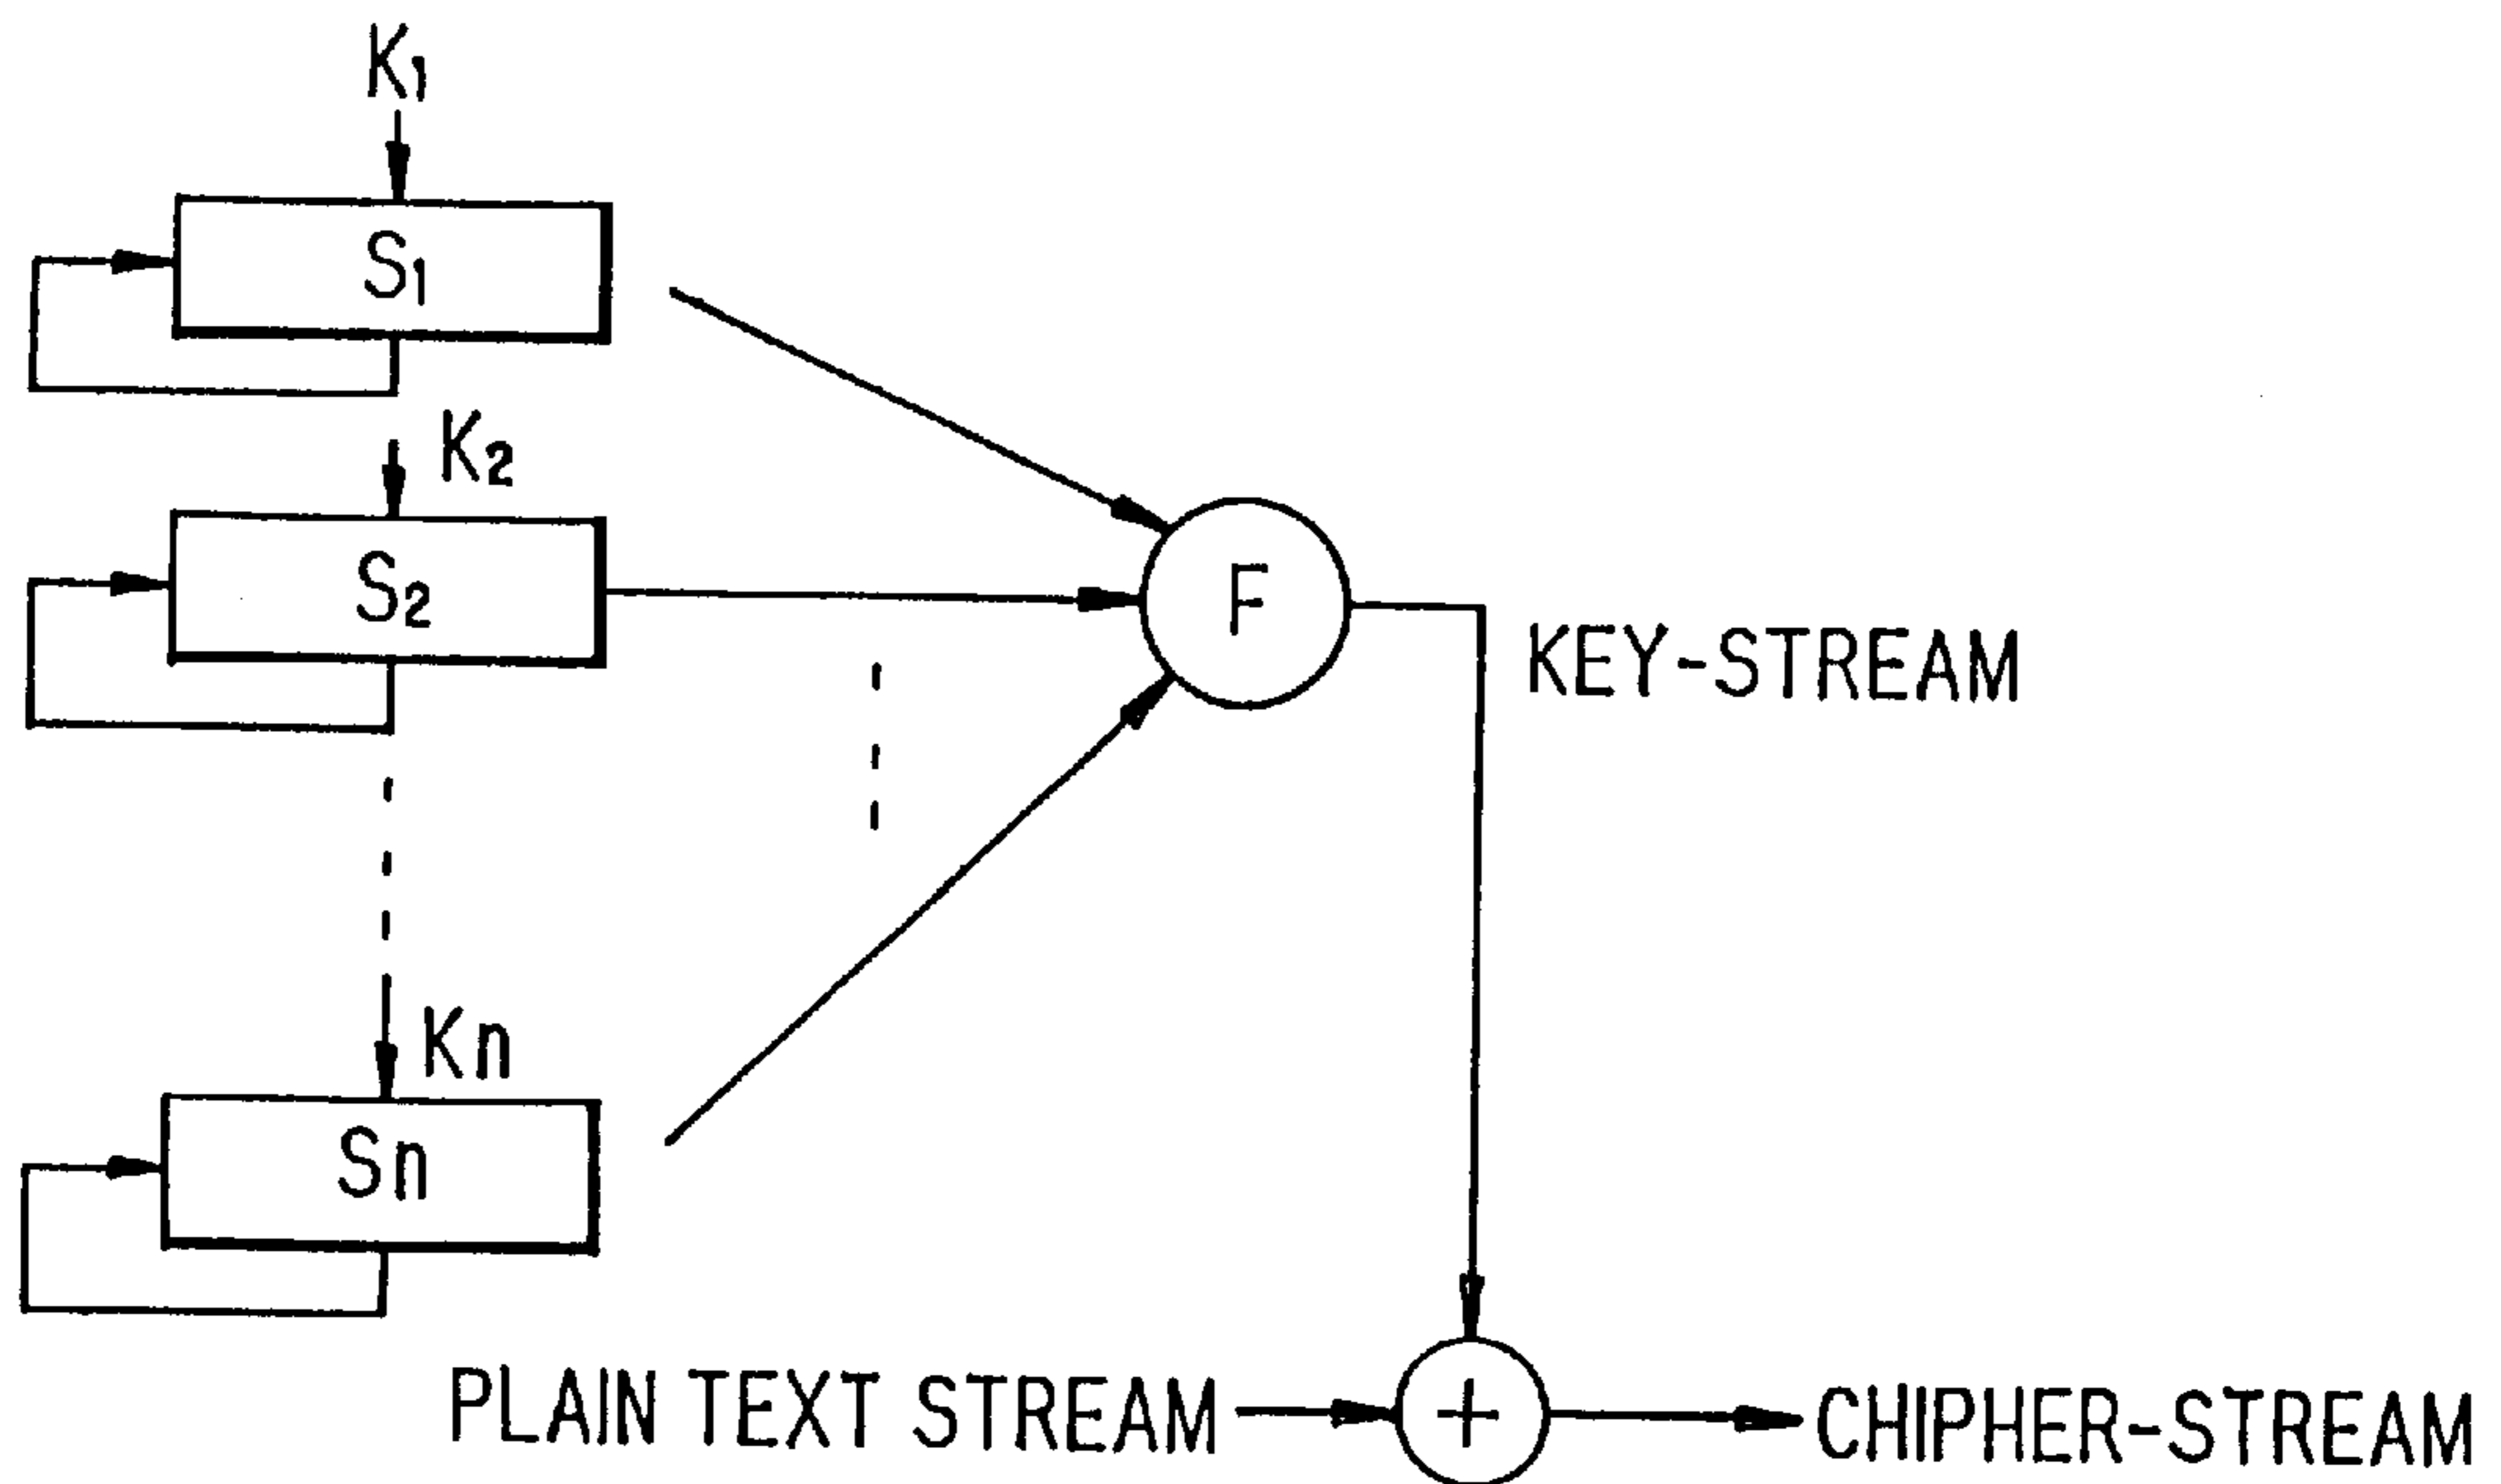 K1
S1
K2
S2
F
KEY-STREAM
Kn
Sn
PLAIN TEXT STREAM
+
CHIPHER-STREAM